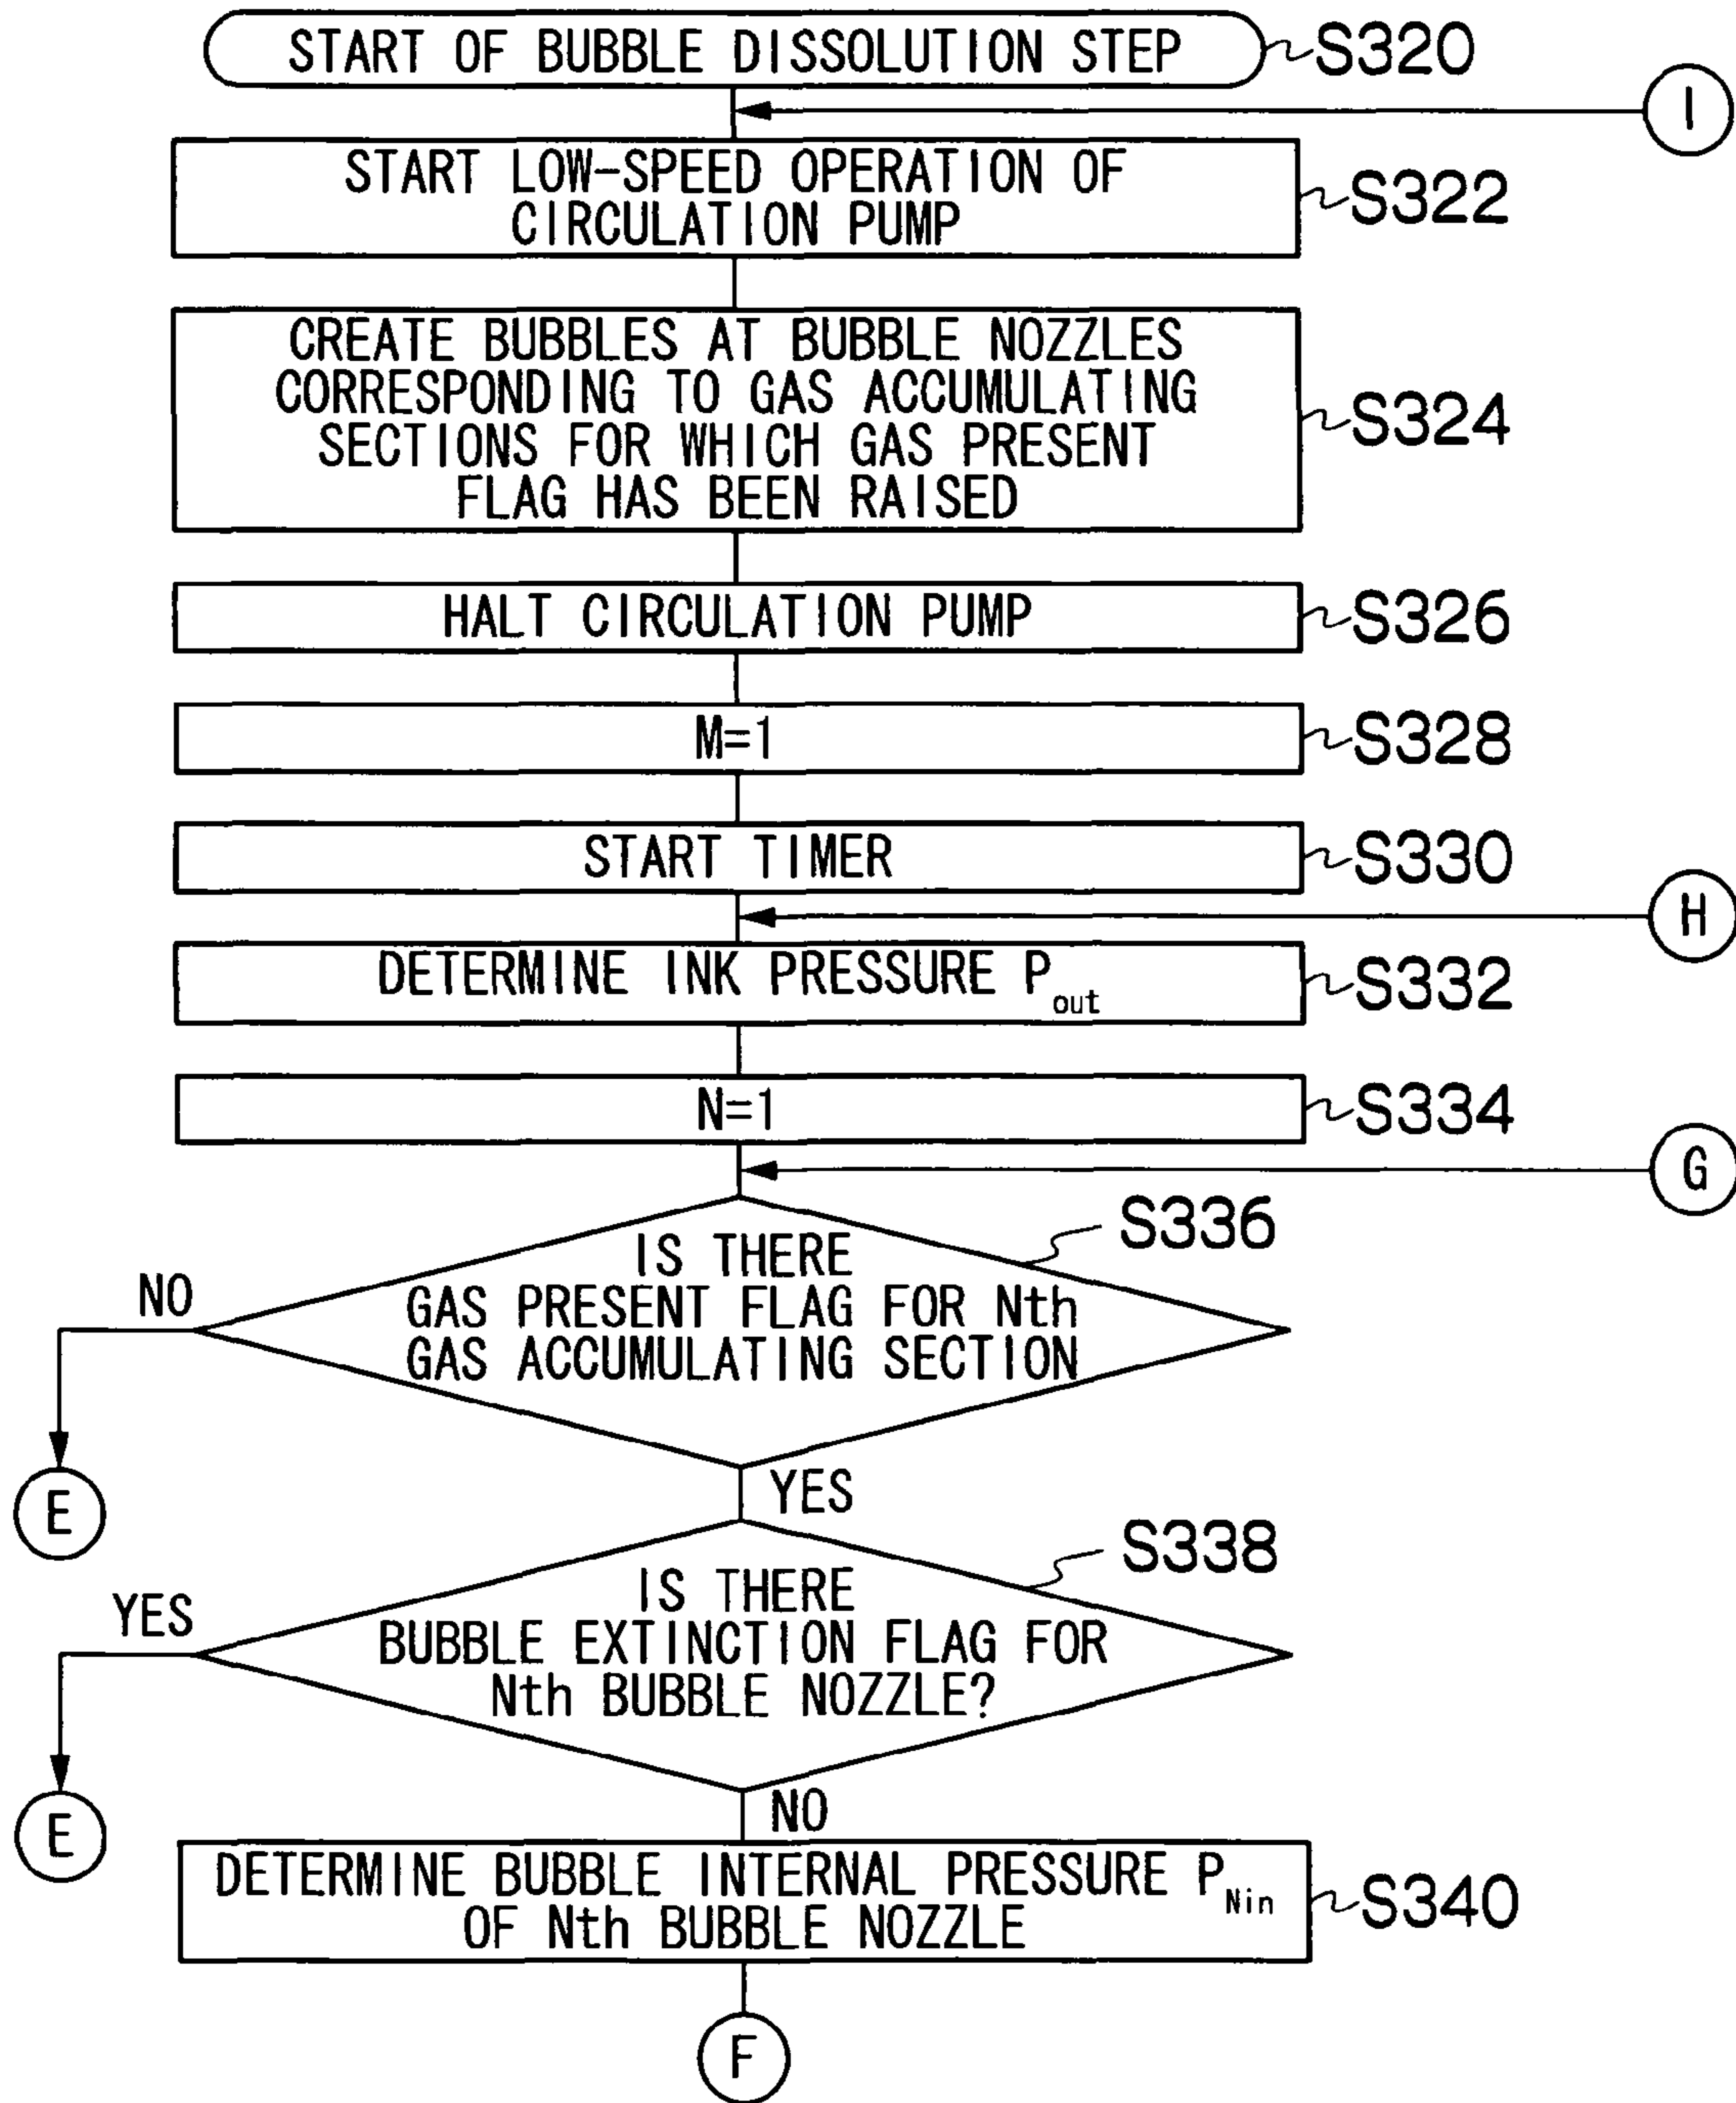 START OF BUBBLE DISSOLUTION STEP
S320
I
START LOW-SPEED OPERATION OF
CIRCULATION PUMP
S322
CREATE BUBBLES AT BUBBLE NOZZLES
CORRESPONDING TO GAS ACCUMULATING
SECTIONS FOR WHICH GAS PRESENT
FLAG HAS BEEN RAISED
S324
HALT CIRCULATION PUMP
S326
M=1
S328
START TIMER
S330
H
DETERMINE INK PRESSURE Pout
S332
N=1
S334
G
S336
IS THERE
GAS PRESENT FLAG FOR Nth
GAS ACCUMULATING SECTION
NO
E
YES
S338
IS THERE
BUBBLE EXTINCTION FLAG FOR
Nth BUBBLE NOZZLE?
YES
E
NO
DETERMINE BUBBLE INTERNAL PRESSURE PNin
OF Nth BUBBLE NOZZLE
S340
F